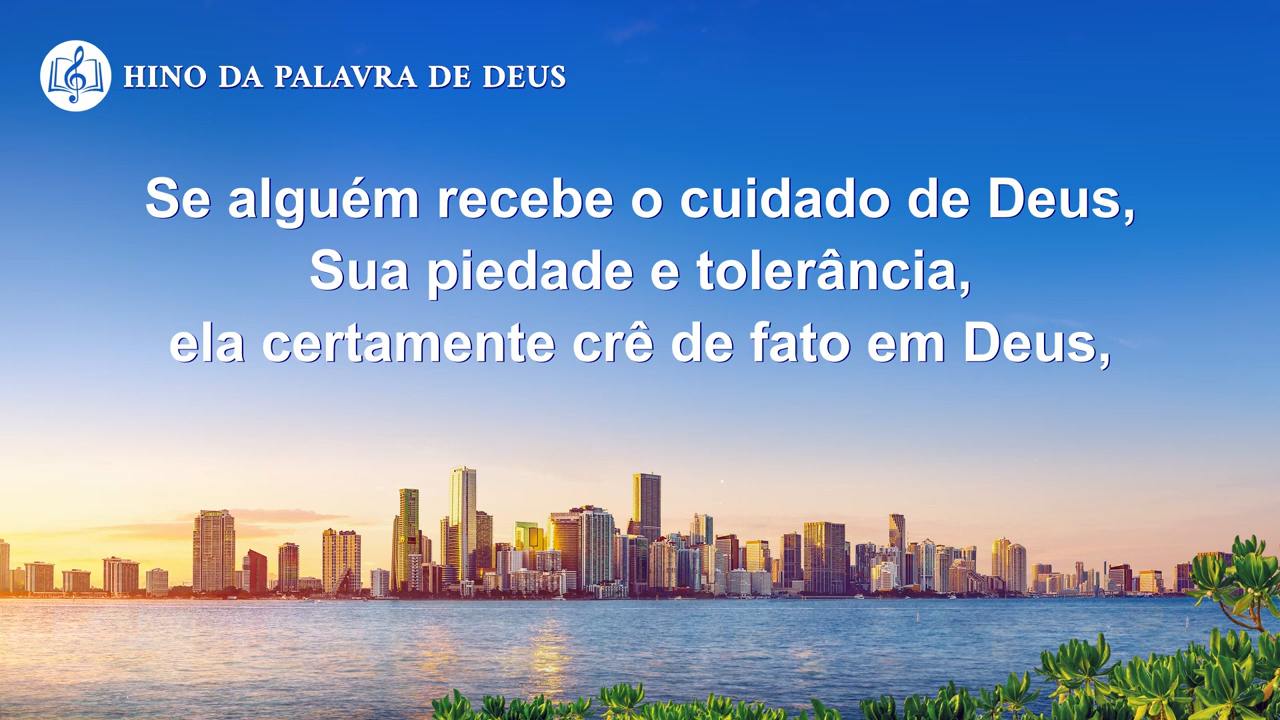 HINO DA PALAVRA DE DEUS
Se alguém recebe o cuidado de Deus,
Sua piedade e tolerância,
ela certamente crê de fato em Deus,